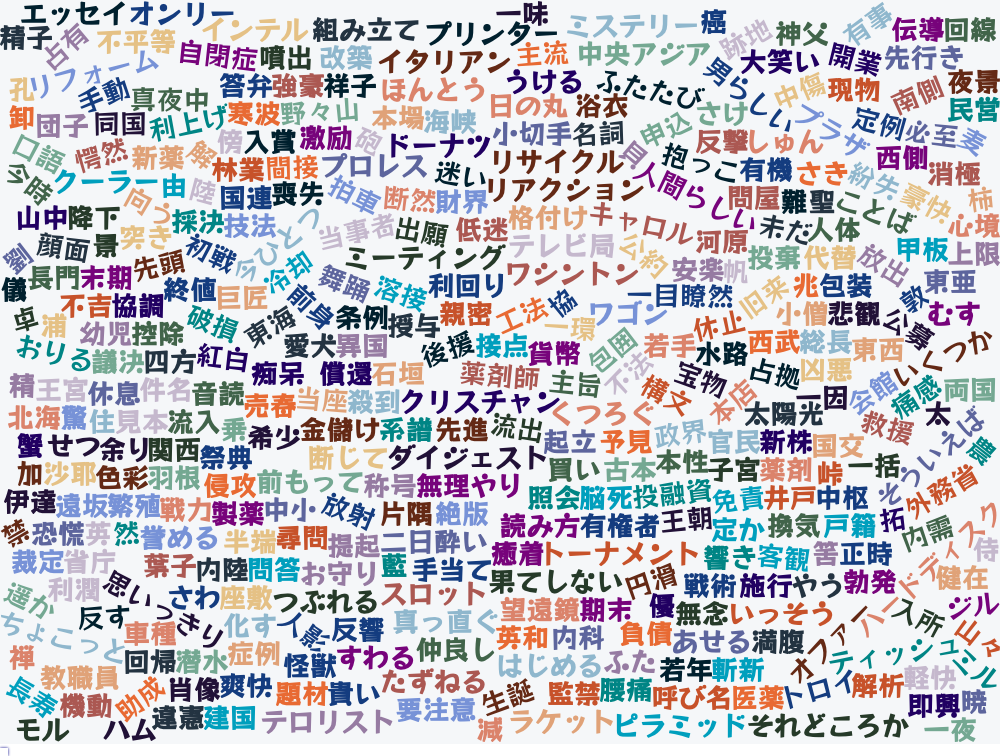 エッセイ オンリー 一味 ミステリー 癌 有事 伝導 回線
精子 占有 不平等 インテル 組み立て プリンター 跡地 神父
自閉症 噴出 改築 イタリアン 主流 中央アジア 大笑い 開業 先行き
孔 リフォーム 手動 真夜中 答弁 強豪 祥子 ほんとう うける ふたたび 男らしい 中傷 現物 南側 夜景
卸 団子 同国 利上げ 寒波 野々山 本場 海峡 日の丸 浴衣 さけ 申込 プラザ 定例 必至 麦 民営
口語 愕然 新薬 解 傍 入賞 激励 砲 ドーナツ 小切手 名詞 反撃 しゅん 西側 消極
今時 クーラー 由 陸 林業 間接 プロレス 迷い リサイクル 貝 抱っこ 有機 さき 紛失 豪快 柿
向う 国連 喪失 拍車 断然 財界 リアクション 人間らしい 問屋 難 聖 ことば
山中 降下 採決 技法 当事者 出願 低迷 格付け キャロル 河原 未だ 人体 心境
劉 顔面 景 突き 初戦 ひとつ ミーティング テレビ局 公約 投棄 代替 放出 甲板 上限
儀 長門 末期 先頭 冷却 舞踊 溶接 利回り ワシントン 安楽 帆 兆 包装 東亜
不吉 協調 終値 巨匠 前身 条例 授与 親密 工法 協 ワゴン 一目瞭然 旧来 小僧 悲観 敦 むす
卓 浦 幼児 控除 破損 東海 愛犬 異国 後援 接点 一環 包囲 若手 休止 西武 総長 東西 公募 いくつか
おりる 議決 四方 紅白 痴呆 償還 石垣 薬剤師 貨幣 主旨 不法 水路 宝物 占拠 凶悪
精 王宮 休息 件名 音読 売春 当座 殺到 クリスチャン 構文 本店 一因 会館 痛感 両国
北海 驚 住 見本 流入 乗 希少 金儲け 系譜 先進 流出 くつろぐ 太陽光 救援 太
蟹 せつ 余り 関西 祭典 断じて ダイジェスト 起立 予見 政界 官民 新株 国交 そういえば 農
加 沙耶 色彩 羽根 侵攻 前もって 称号 無理やり 買い 古本 本性 子宮 薬剤 峠 一括
伊達 遠坂 繁殖 戦力 製薬 中小 放射 片隅 絶版 照会 脳死 投融資 免責 井戸 中枢 外務省
禁 恐慌 英 然 誉める 半端 尋問 提起 二日酔い 読み方 有権者 王朝 定か 換気 戸籍 拓 内需 ハードディスク
裁定 省庁 葉子 内陸 問答 お守り 藍 手当て 癒着 トーナメント 響き 客観 筈 正時 侍
遥か 利潤 思いっきり さわ 座敷 つぶれる スロット 果てしない 円滑 戦術 施行 やう 勃発 健在
ちょこっと 反す 車種 化す 人影 反響 真っ直ぐ 望遠鏡 期末 優 無念 いっそう 入所 ジル
禅 回帰 潜水 症例 怪獣 すわる 仲良し 英和 内科 負債 あせる 満腹 オファー ティッシュ 山々
教職員 たずねる はじめる ふた 若年 斬新 シンル
長寿 機動 助成 肖像 爽快 題材 貴い 生誕 監禁 腰痛 呼び名 医薬 トロイ 解析 軽快
モル ハム 違憲 建国 テロリスト 要注意 減 ラケット ピラミッド それどころか 即興 暁 一夜